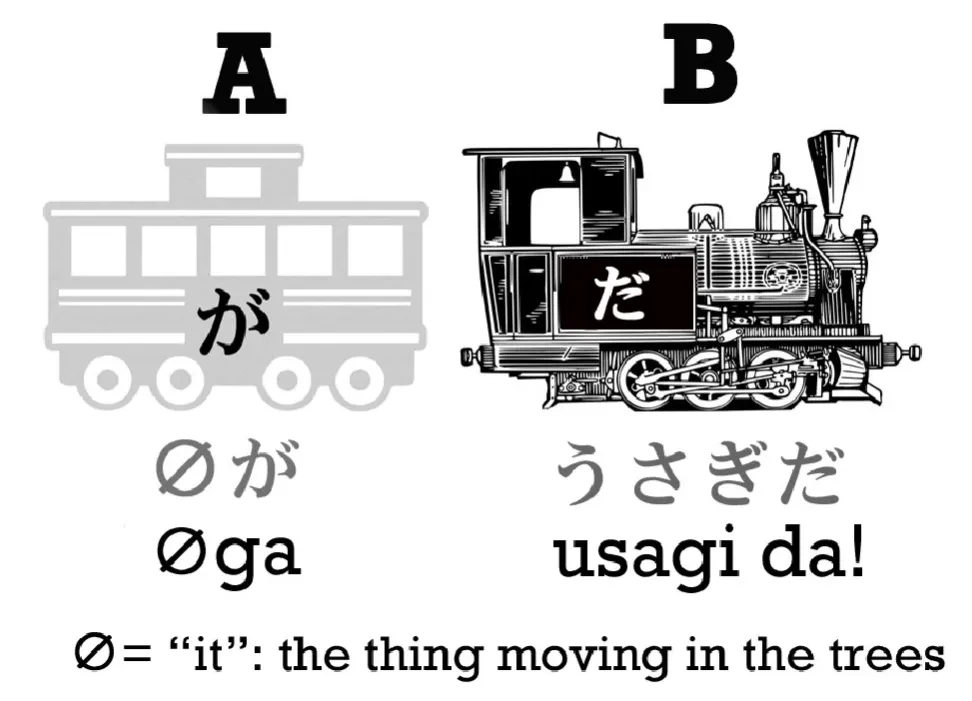 A
B
が
だ
∅が
うさぎだ
∅ga
usagi da!
∅= “it”: the thing moving in the trees